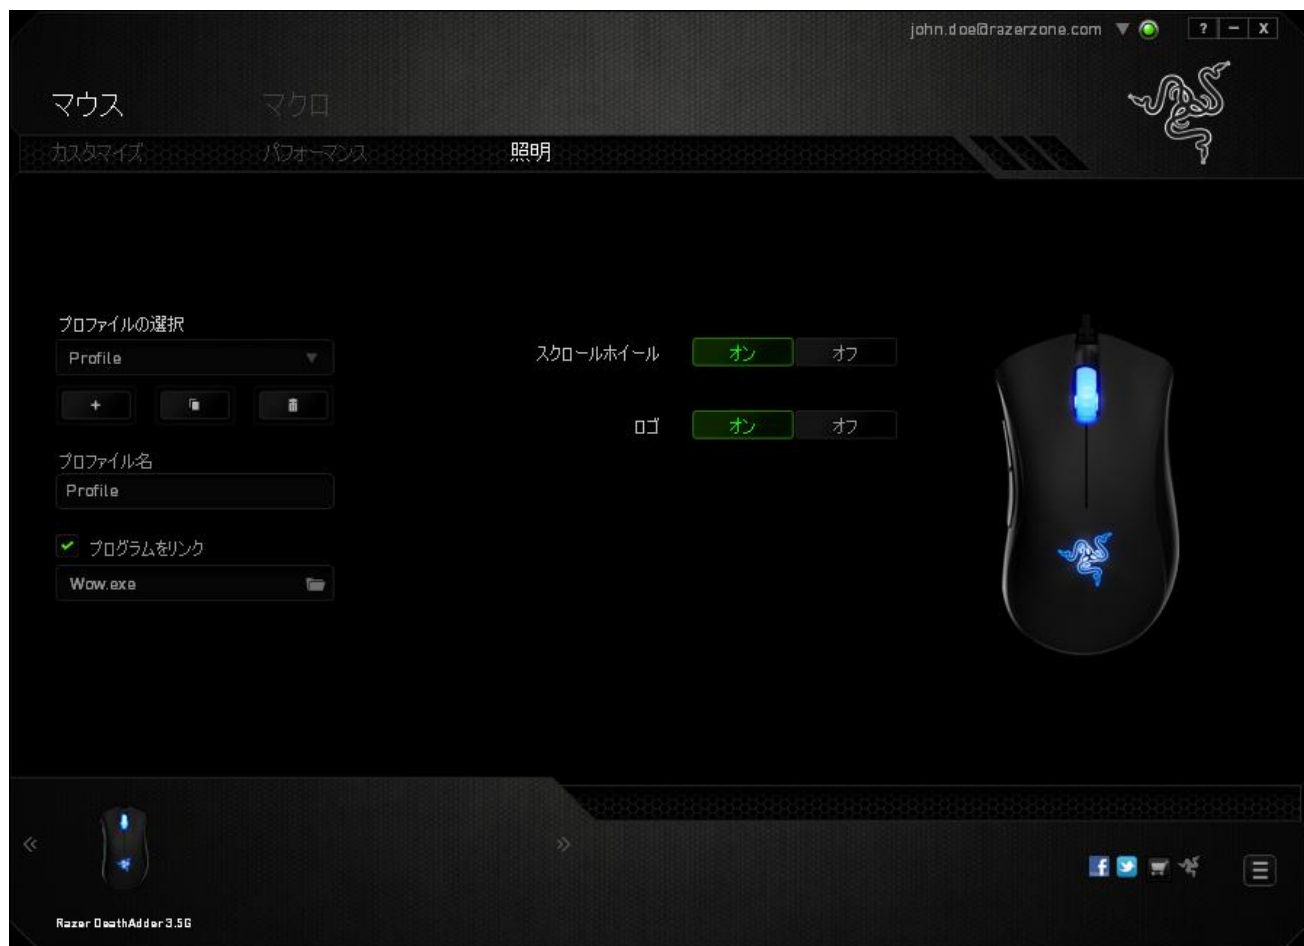 john.doe@razerzone.com
? - X
マウス マクロ
カスタマイズ パフォーマンス 照明
プロファイルの選択
Profile
+
プロファイル名
Profile
プログラムをリンク
Wow.exe
スクロールホイール オン オフ
ロゴ オン オフ
Razer DeathAdder 3.5G